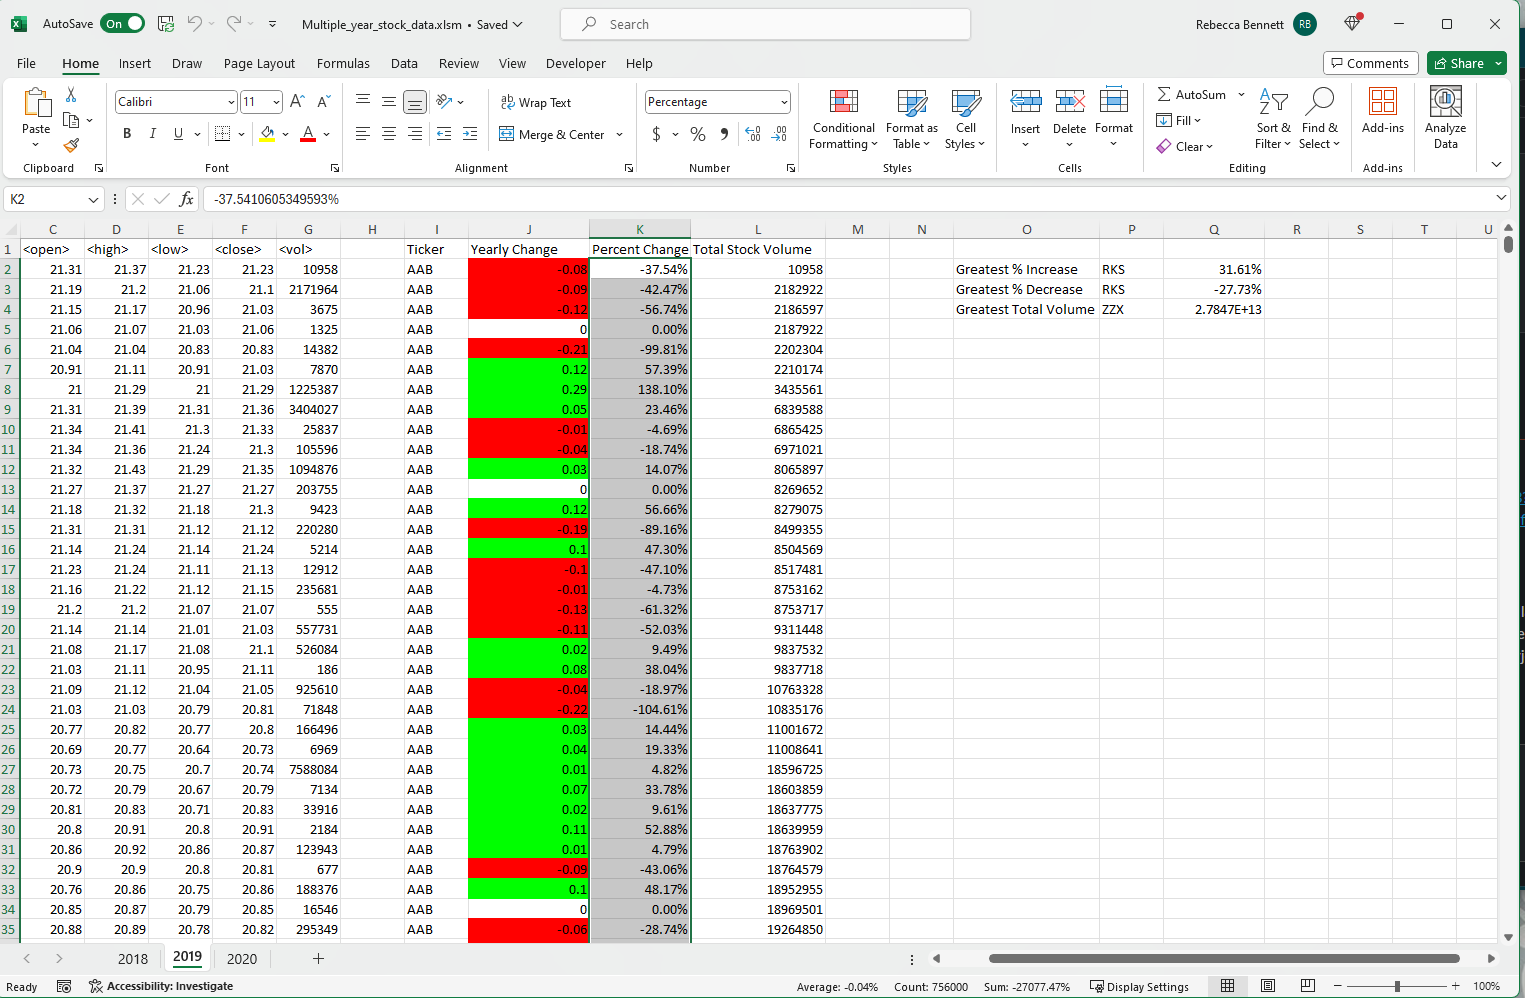 AutoSave On Multiple_year_stock_data.xlsm • Saved Search Rebecca Bennett RB
File Home Insert Draw Page Layout Formulas Data Review View Developer Help Comments Share
Paste Calibri 11 Wrap Text Percentage Conditional Formatting Format as Table Cell Styles Insert Delete Format AutoSum Sort & Filter Find & Select Add-ins Analyze Data
B I U A Merge & Center $ % Fill Clear
Clipboard Font Alignment Number Styles Cells Editing Add-ins
K2 fx -37.5410605349593%
C D E F G H I J K L M N O P Q R S T U
1 <open> <high> <low> <close> <vol> Ticker Yearly Change Percent Change Total Stock Volume
2 21.31 21.37 21.23 21.23 10958 AAB -0.08 -37.54% 10958 Greatest % Increase RKS 31.61%
3 21.19 21.2 21.06 21.1 2171964 AAB -0.09 -42.47% 2182922 Greatest % Decrease RKS -27.73%
4 21.15 21.17 20.96 21.03 3675 AAB -0.12 -56.74% 2186597 Greatest Total Volume ZZX 2.7847E+13
5 21.06 21.07 21.03 21.06 1325 AAB 0 0.00% 2187922
6 21.04 21.04 20.83 20.83 14382 AAB -0.21 -99.81% 2202304
7 20.91 21.11 20.91 21.03 7870 AAB 0.12 57.39% 2210174
8 21 21.29 21 21.29 1225387 AAB 0.29 138.10% 3435561
9 21.31 21.39 21.31 21.36 3404027 AAB 0.05 23.46% 6839588
10 21.34 21.41 21.3 21.33 25837 AAB -0.01 -4.69% 6865425
11 21.34 21.36 21.24 21.3 105596 AAB -0.04 -18.74% 6971021
12 21.32 21.43 21.29 21.35 1094876 AAB 0.03 14.07% 8065897
13 21.27 21.37 21.27 21.27 203755 AAB 0 0.00% 8269652
14 21.18 21.32 21.18 21.3 9423 AAB 0.12 56.66% 8279075
15 21.31 21.31 21.12 21.12 220280 AAB -0.19 -89.16% 8499355
16 21.14 21.24 21.14 21.24 5214 AAB 0.1 47.30% 8504569
17 21.23 21.24 21.11 21.13 12912 AAB -0.1 -47.10% 8517481
18 21.16 21.22 21.12 21.15 235681 AAB -0.01 -4.73% 8753162
19 21.2 21.2 21.07 21.07 555 AAB -0.13 -61.32% 8753717
20 21.14 21.14 21.01 21.03 557731 AAB -0.11 -52.03% 9311448
21 21.08 21.17 21.08 21.1 526084 AAB 0.02 9.49% 9837532
22 21.03 21.11 20.95 21.11 186 AAB 0.08 38.04% 9837718
23 21.09 21.12 21.04 21.05 925610 AAB -0.04 -18.97% 10763328
24 21.03 21.03 20.79 20.81 71848 AAB -0.22 -104.61% 10835176
25 20.77 20.82 20.77 20.8 166496 AAB 0.03 14.44% 11001672
26 20.69 20.77 20.64 20.73 6969 AAB 0.04 19.33% 11008641
27 20.73 20.75 20.7 20.74 7588084 AAB 0.01 4.82% 18596725
28 20.72 20.79 20.67 20.79 7134 AAB 0.07 33.78% 18603859
29 20.81 20.83 20.71 20.83 33916 AAB 0.02 9.61% 18637775
30 20.8 20.91 20.8 20.91 2184 AAB 0.11 52.88% 18639959
31 20.86 20.92 20.86 20.87 123943 AAB 0.01 4.79% 18763902
32 20.9 20.9 20.8 20.81 677 AAB -0.09 -43.06% 18764579
33 20.76 20.86 20.75 20.86 188376 AAB 0.1 48.17% 18952955
34 20.85 20.87 20.79 20.85 16546 AAB 0 0.00% 18969501
35 20.88 20.89 20.78 20.82 295349 AAB -0.06 -28.74% 19264850
2018 2019 2020
Ready Accessibility: Investigate Average: -0.04% Count: 756000 Sum: -27077.47% Display Settings 100%